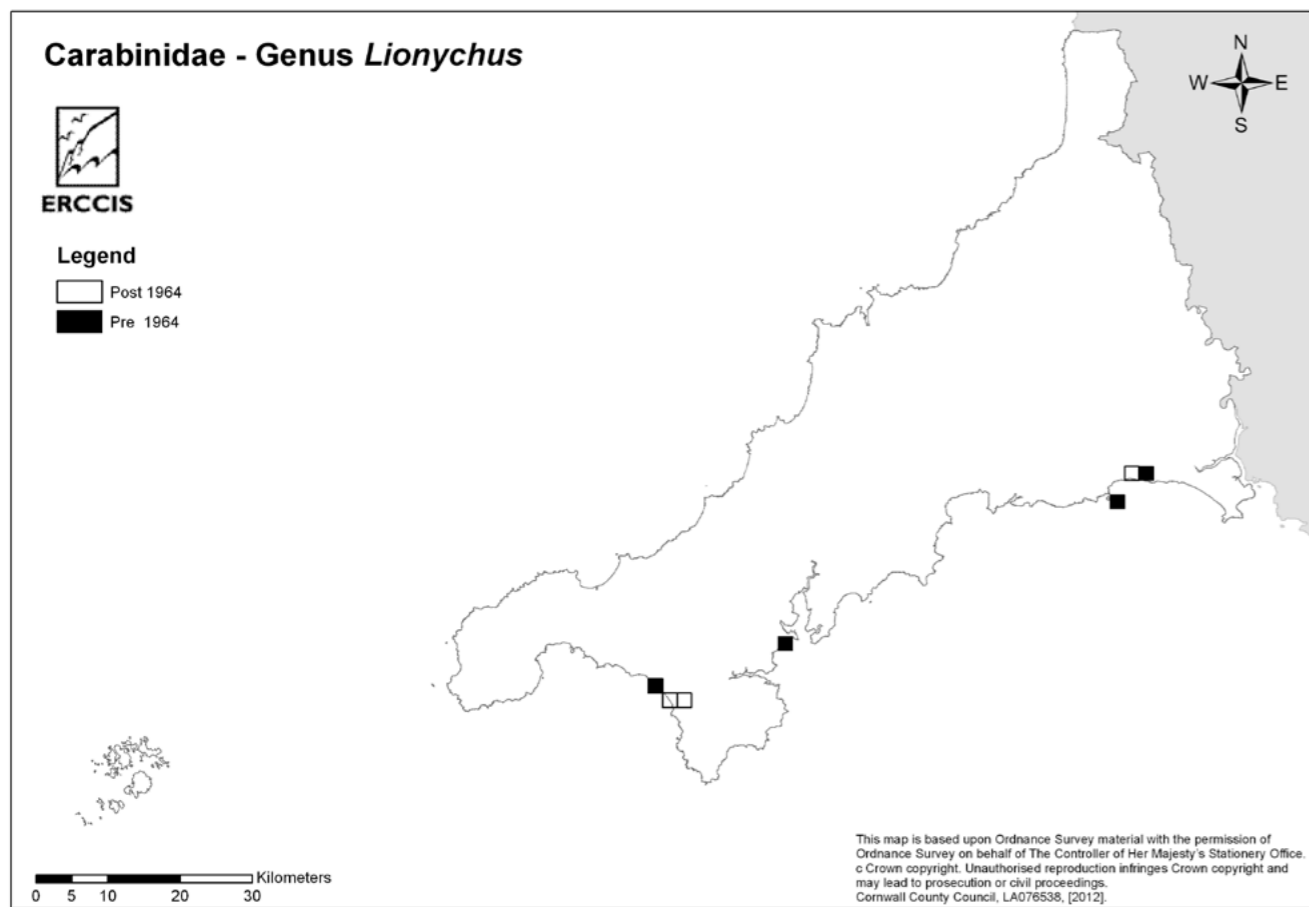 Carabinidae - Genus Lionychus
N
W E
S
ERCCIS
Legend
Post 1964
Pre 1964
Kilometers
0 5 10 20 30
This map is based upon Ordnance Survey material with the permission of
Ordnance Survey on behalf of The Controller of Her Majesty's Stationery Office.
c Crown copyright. Unauthorised reproduction infringes Crown copyright and
may lead to prosecution or civil proceedings.
Cornwall County Council, LA076538, [2012].